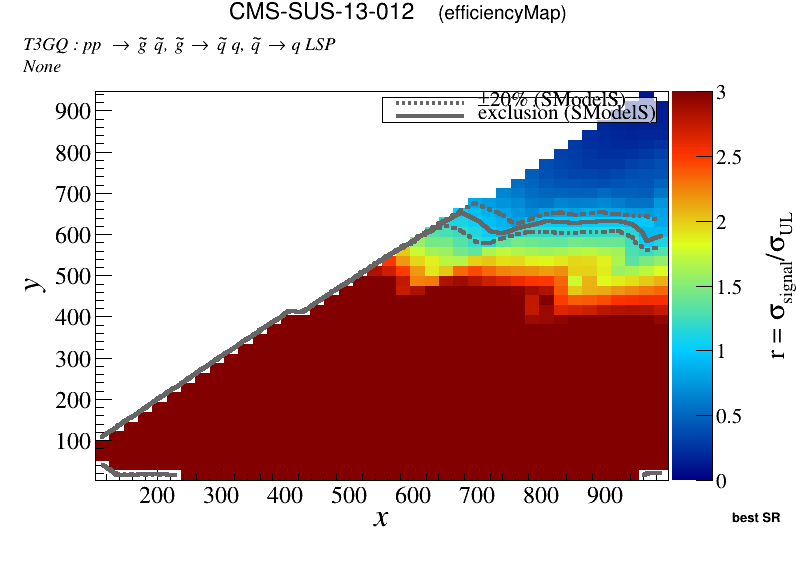 CMS-SUS-13-012 (efficiencyMap)
T3GQ : pp → g̃ q̃, g̃ → q̃ q, q̃ → q LSP
None
±20% (SModelS)
exclusion (SModelS)
900
800
700
600
500
400
300
200
100
y
200 300 400 500 600 700 800 900
x
3
2.5
2
1.5
1
0.5
0
r = σsignal/σUL
best SR